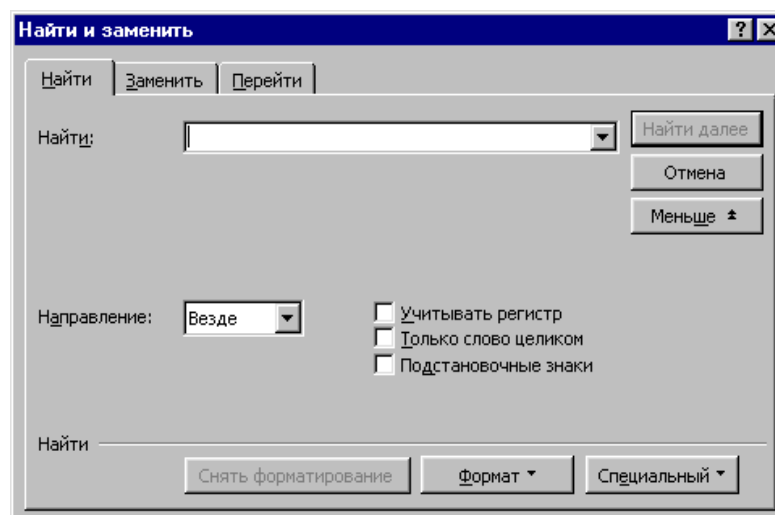 Найти и заменить
Найти Заменить Перейти
Найти: Найти далее
Отмена
Меньше
Направление: Везде Учитывать регистр
Только слово целиком
Подстановочные знаки
Найти
Снять форматирование Формат Специальный